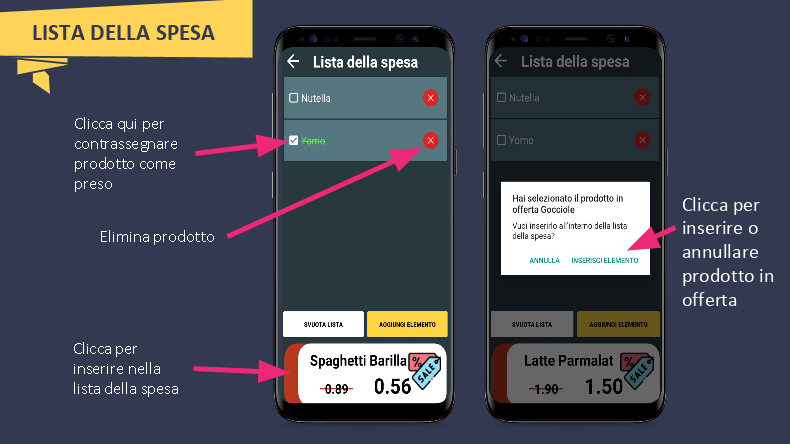 LISTA DELLA SPESA
Clicca qui per
contrassegnare
prodotto come
preso
Elimina prodotto
Clicca per
inserire nella
lista della spesa
Lista della spesa
Nutella
Yomo
SVUOTA LISTA
AGGIUNGI ELEMENTO
Spaghetti Barilla
%
SALE
0.89
0.56
Lista della spesa
Nutella
Yomo
Hai selezionato il prodotto in
offerta Gocciole
Vuoi inserirlo all'interno della lista
della spesa?
ANNULLA
INSERISCI ELEMENTO
SVUOTA LISTA
AGGIUNGI ELEMENTO
Latte Parmalat
%
SALE
1.90
1.50
Clicca per
inserire o
annullare
prodotto in
offerta